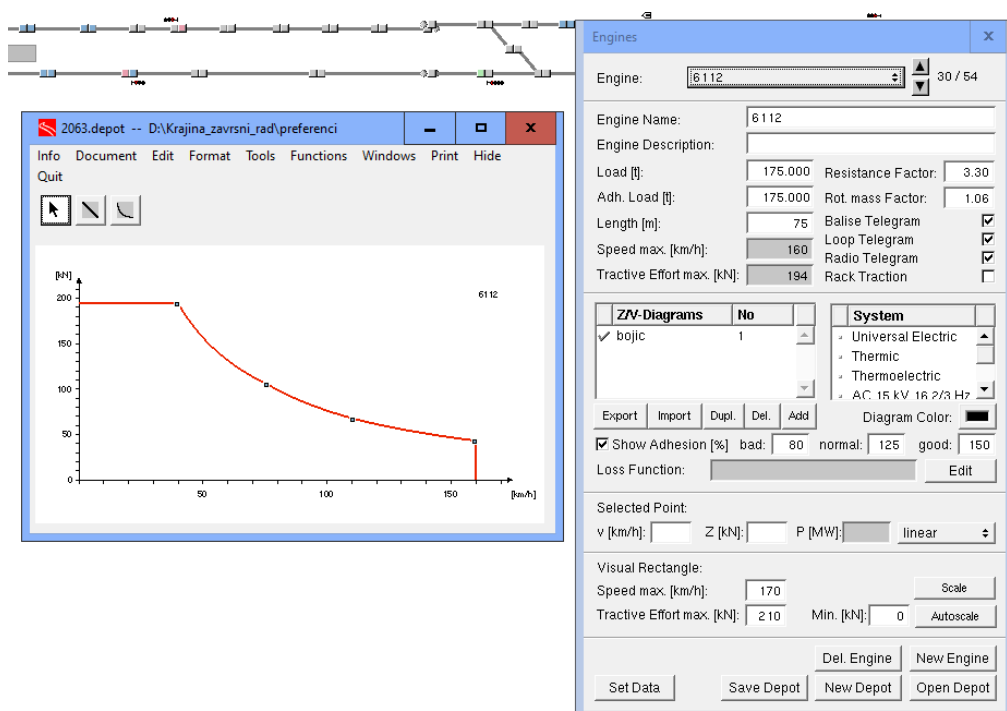 2063.depot -- D:\Krajina_zavrsni_rad\preferenci
Info Document Edit Format Tools Functions Windows Print Hide
Quit
[kN]
200
150
100
50
0
50 100 150 [km/h]
6112
Engines
Engine: 6112 30 / 54
Engine Name: 6112
Engine Description:
Load [t]: 175.000 Resistance Factor: 3.30
Adh. Load [t]: 175.000 Rot. mass Factor: 1.06
Length [m]: 75 Balise Telegram
Loop Telegram
Speed max. [km/h]: 160 Radio Telegram
Tractive Effort max. [kN]: 194 Rack Traction
Z/V-Diagrams No System
bojic 1 Universal Electric
Thermic
Thermoelectric
AC 15 kV 16 2/3 Hz
Export Import Dupl. Del. Add Diagram Color:
Show Adhesion [%] bad: 80 normal: 125 good: 150
Loss Function: Edit
Selected Point:
v [km/h]: Z [kN]: P [MW]: linear
Visual Rectangle:
Speed max. [km/h]: 170 Scale
Tractive Effort max. [kN]: 210 Min. [kN]: 0 Autoscale
Del. Engine New Engine
Set Data Save Depot New Depot Open Depot